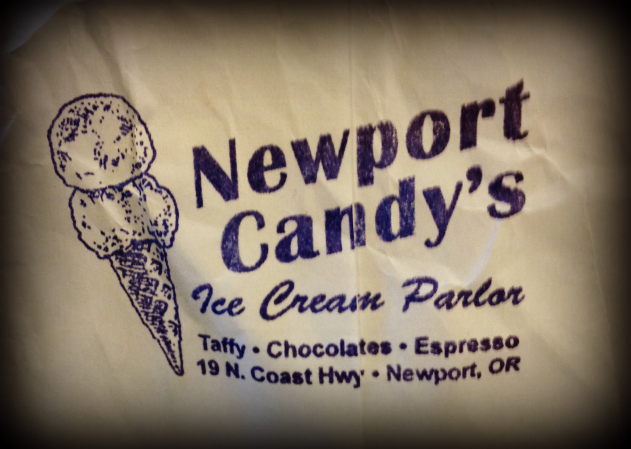 Newport
Candy's
Ice Cream Parlor
Taffy • Chocolates • Espresso
19 N. Coast Hwy • Newport, OR